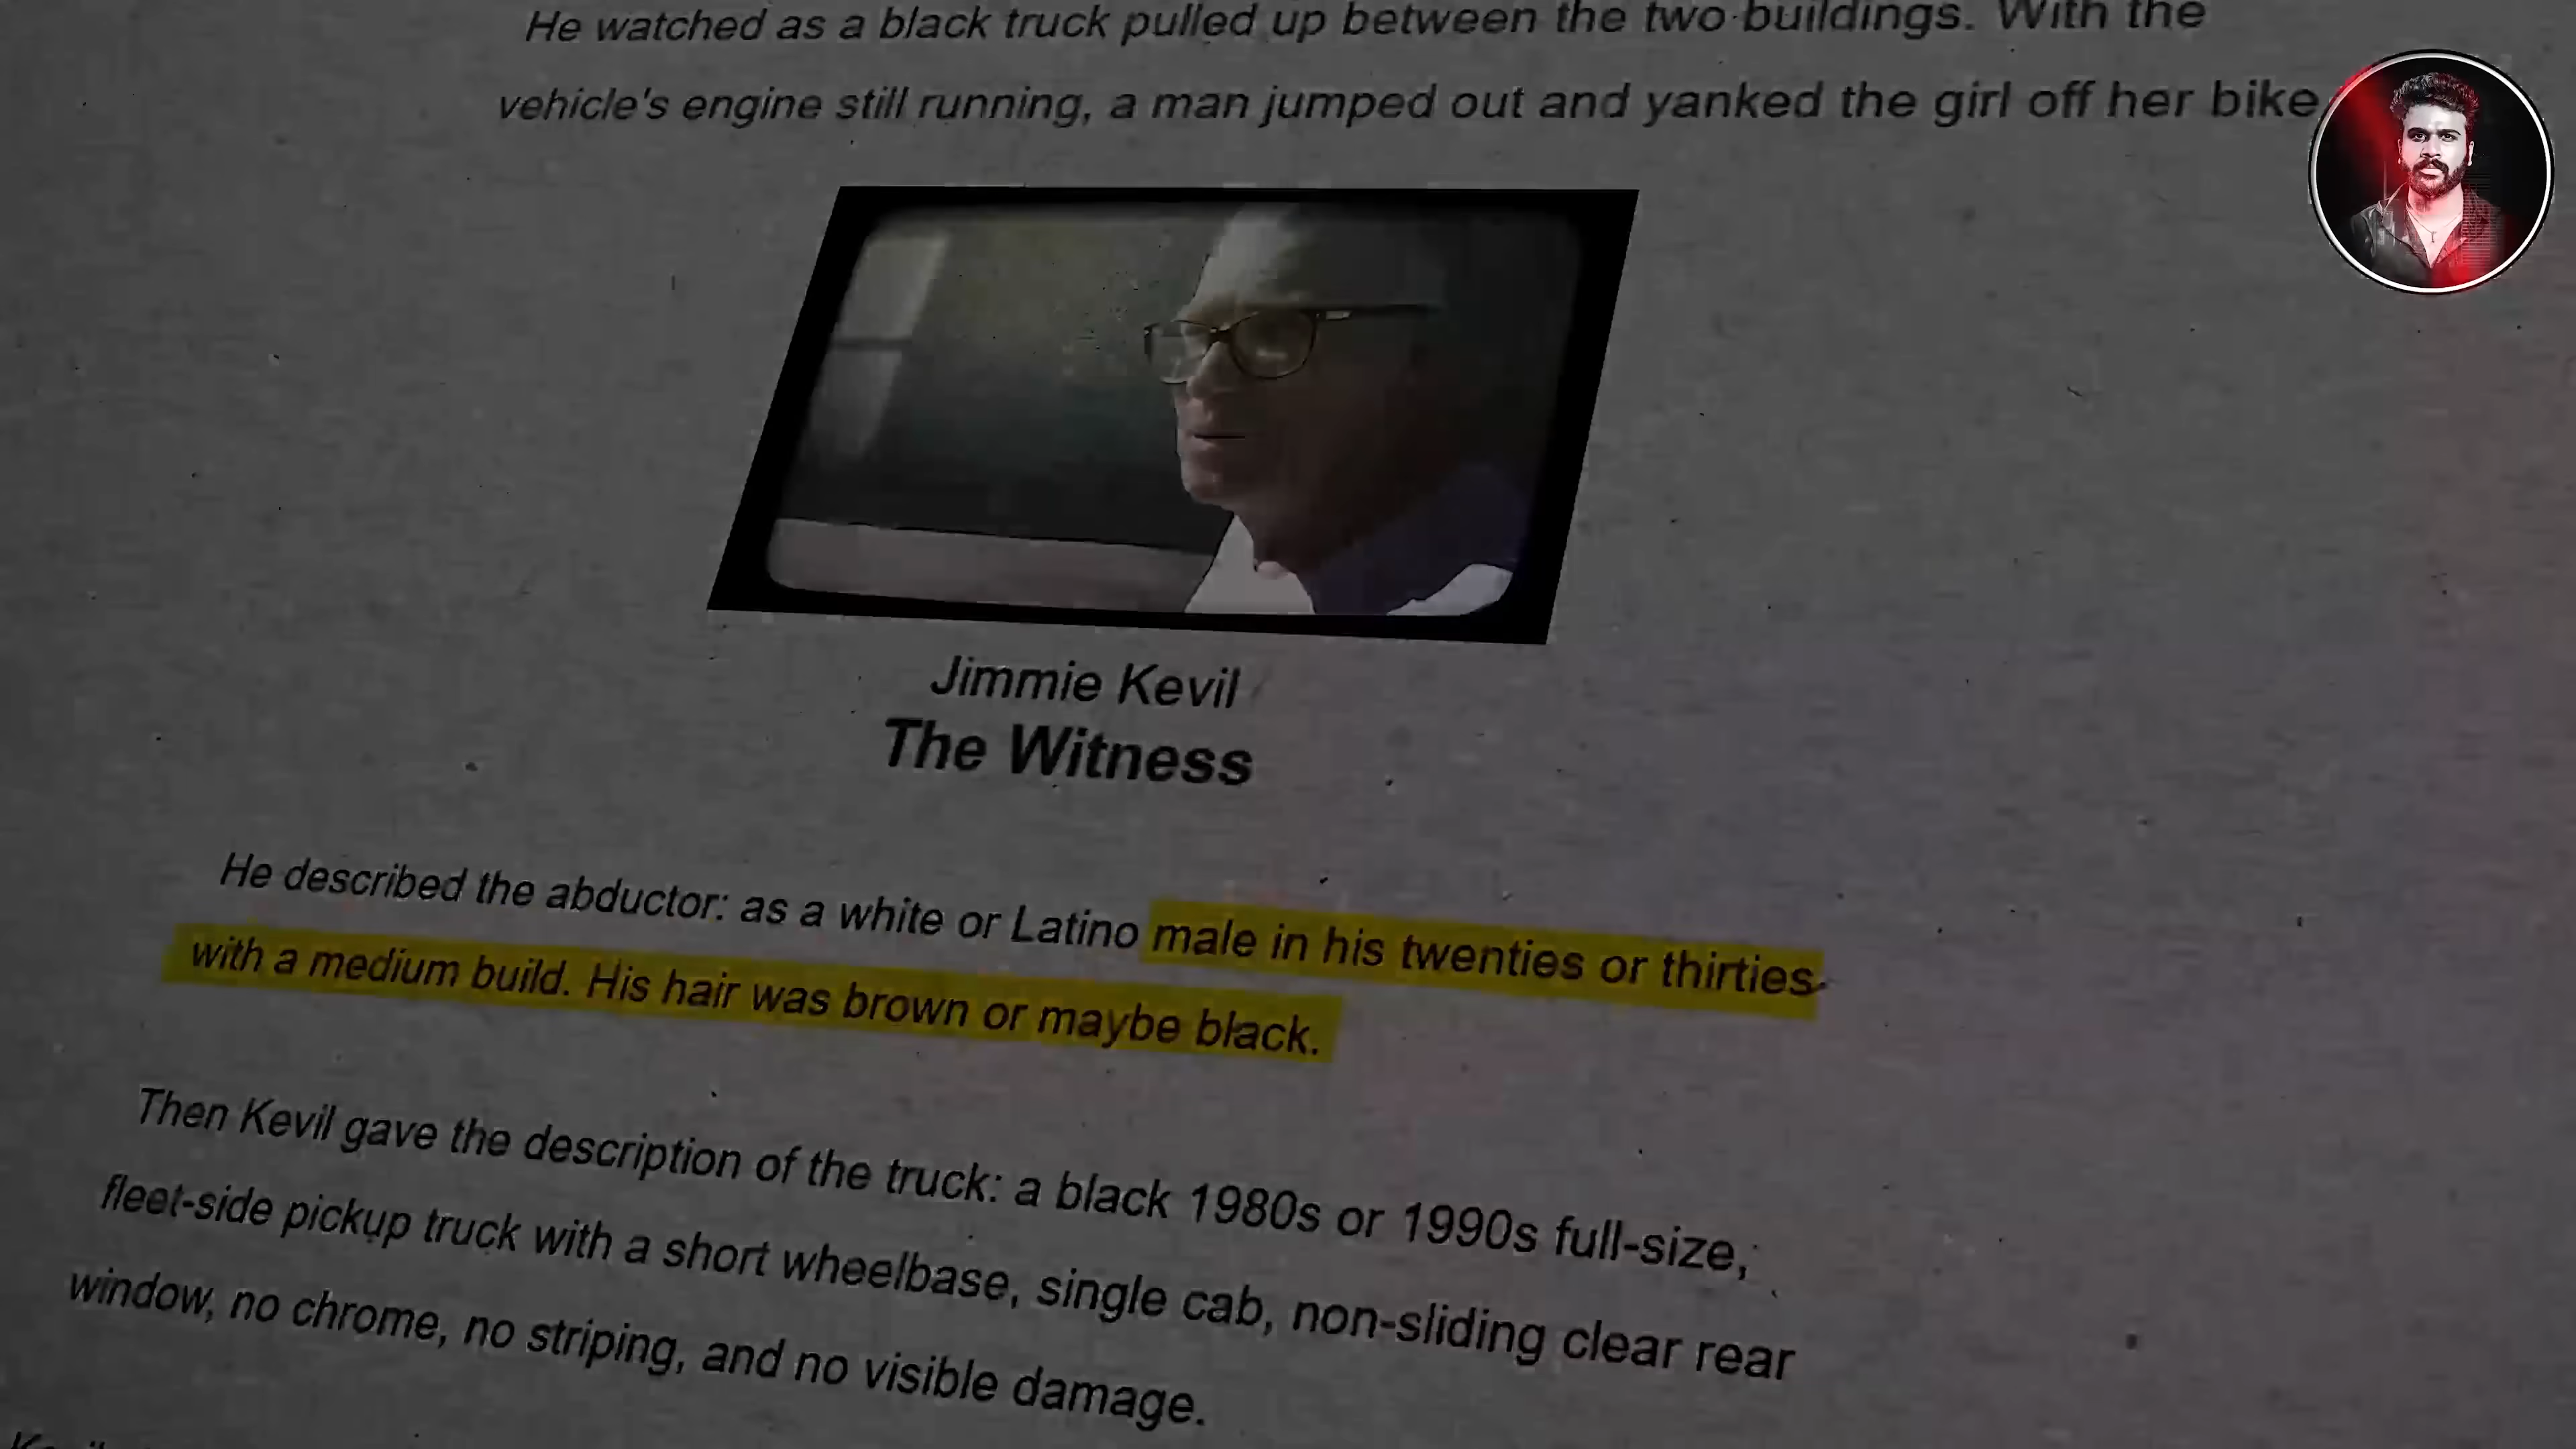 He watched as a black truck pulled up between the two buildings. With the
vehicle's engine still running, a man jumped out and yanked the girl off her bike
Jimmie Kevil
The Witness
He described the abductor: as a white or Latino male in his twenties or thirties
with a medium build. His hair was brown or maybe black.
Then Kevil gave the description of the truck: a black 1980s or 1990s full-size,
fleet-side pickup truck with a short wheelbase, single cab, non-sliding clear rear
window, no chrome, no striping, and no visible damage.